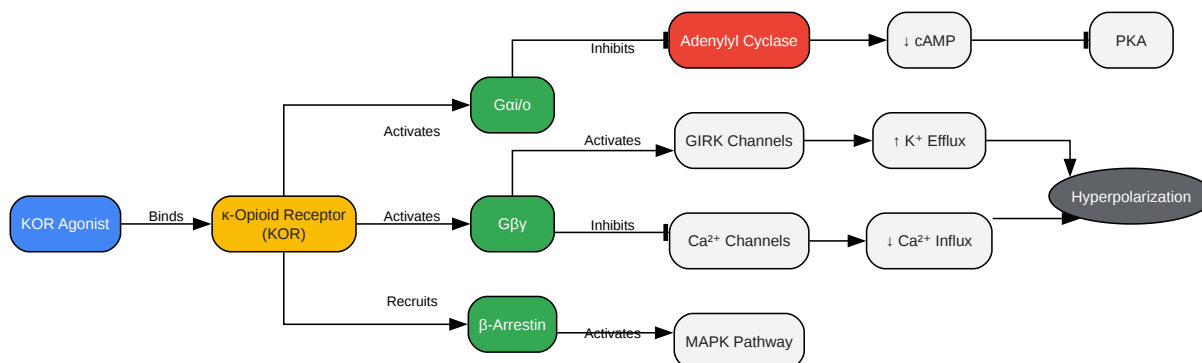 Adenylyl Cyclase
↓ cAMP
PKA
Inhibits
Gαi/o
Activates
Activates
GIRK Channels
↑ K⁺ Efflux
Hyperpolarization
KOR Agonist
Binds
κ-Opioid Receptor
(KOR)
Activates
Gβγ
Inhibits
Ca²⁺ Channels
↓ Ca²⁺ Influx
Recruits
β-Arrestin
Activates
MAPK Pathway